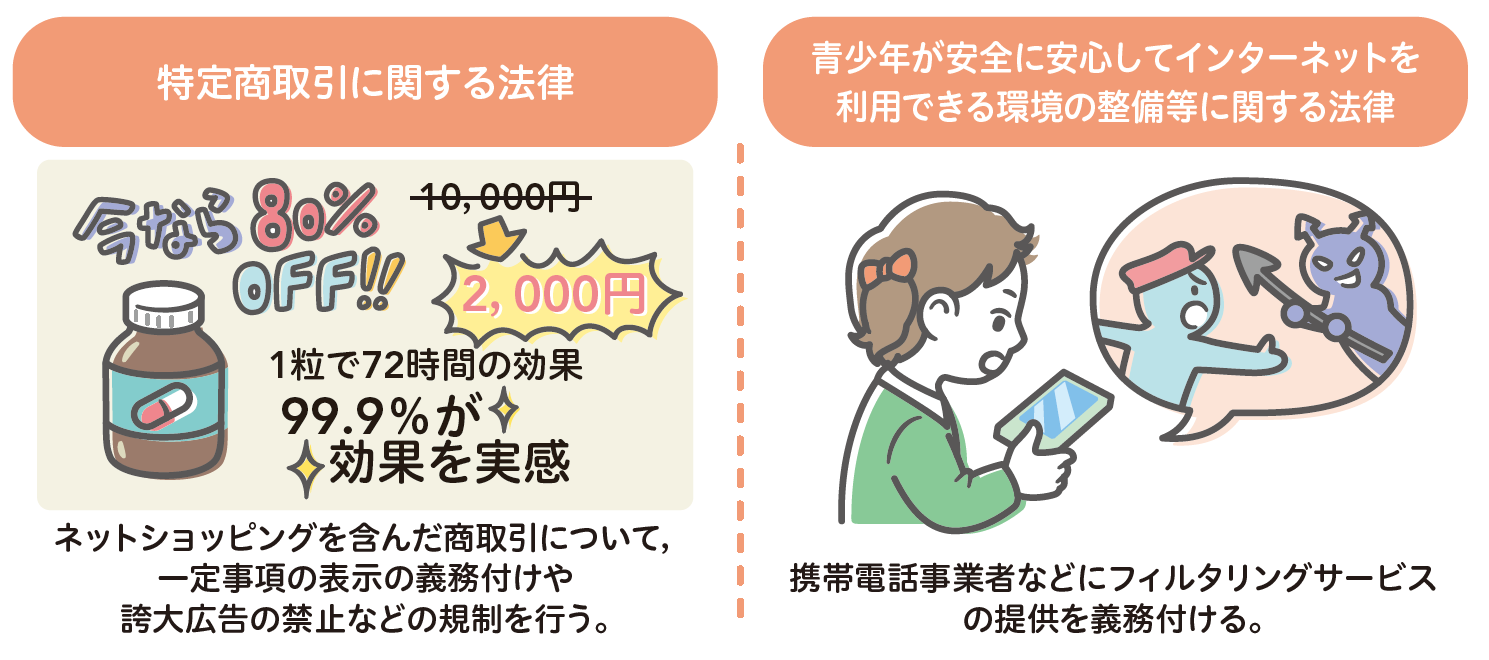 特定商取引に関する法律
今なら80%
OFF!!
10,000円
2,000円
1粒で72時間の効果
99.9%が
効果を実感
ネットショッピングを含んだ商取引について,
一定事項の表示の義務付けや
誇大広告の禁止などの規制を行う。
青少年が安全に安心してインターネットを
利用できる環境の整備等に関する法律
携帯電話事業者などにフィルタリングサービス
の提供を義務付ける。